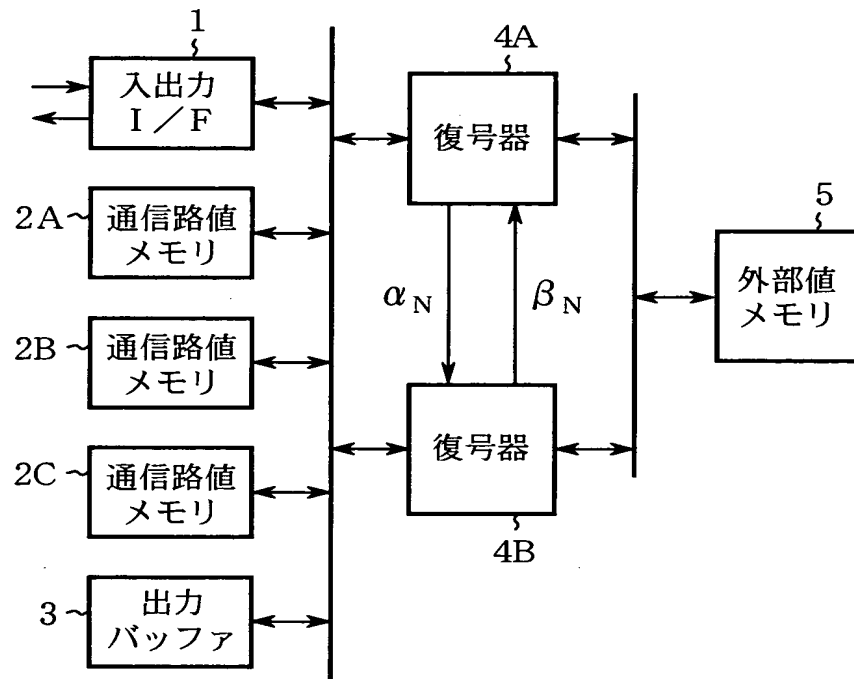 1
入出力
I／F
2A
通信路値
メモリ
2B
通信路値
メモリ
2C
通信路値
メモリ
3
出力
バッファ
4A
復号器
αN
βN
復号器
4B
5
外部値
メモリ